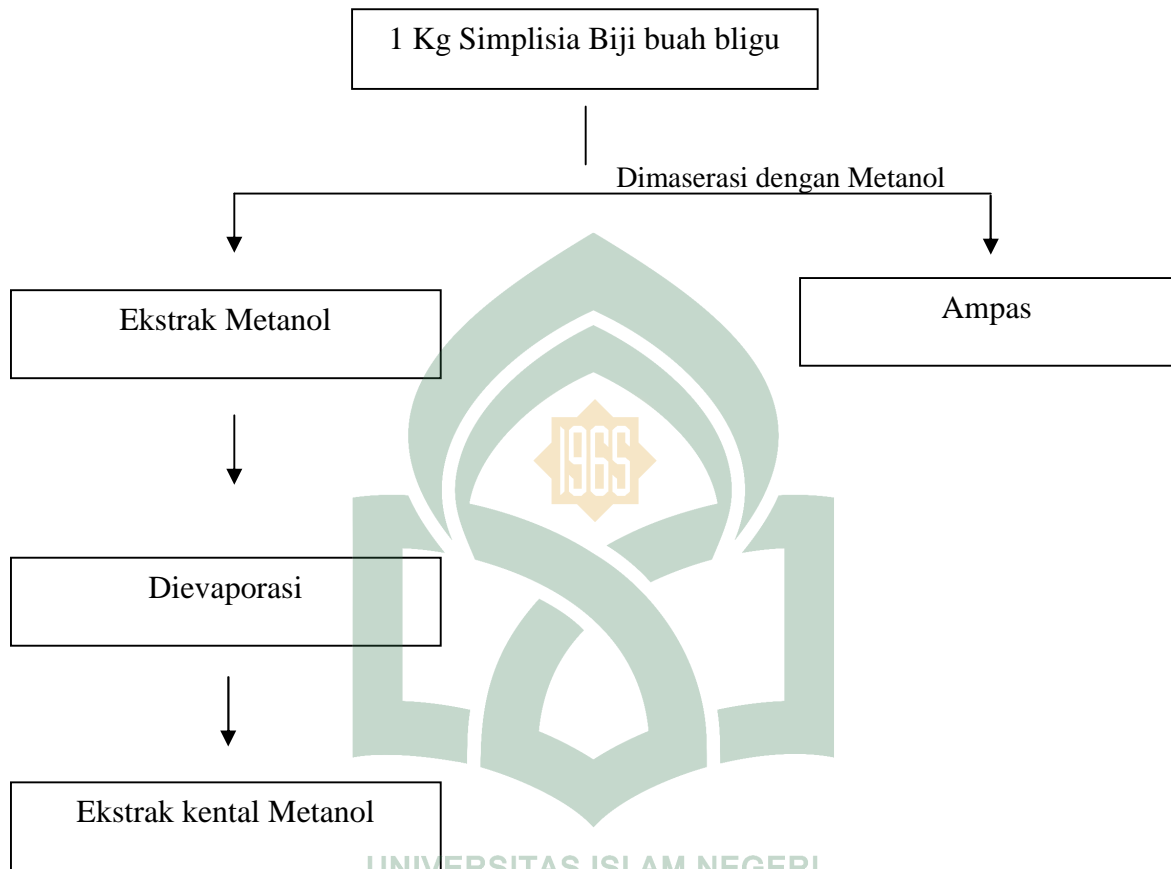 1 Kg Simplisia Biji buah bligu
Dimaserasi dengan Metanol
Ekstrak Metanol
Ampas
1965
Dievaporasi
Ekstrak kental Metanol
UNIVERSITAS ISLAM NEGERI